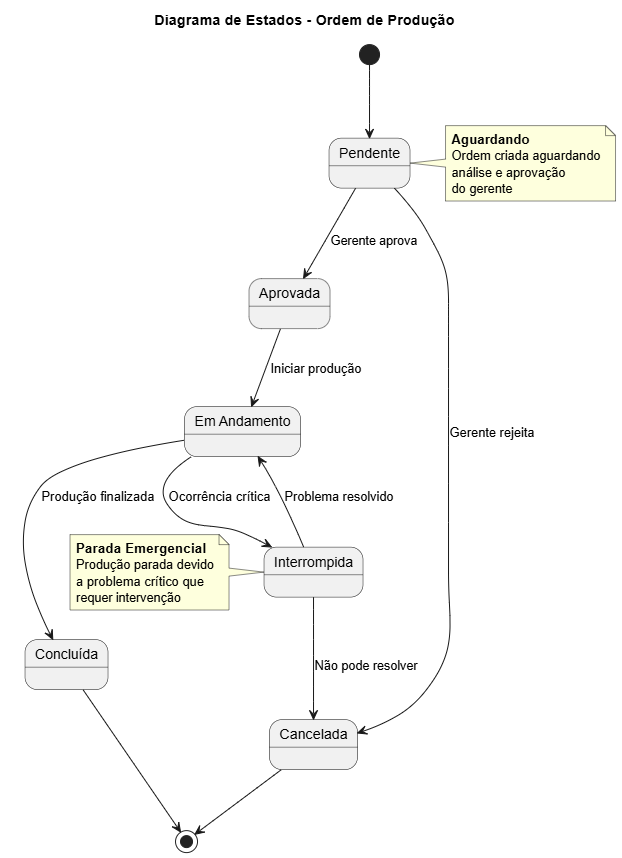 Diagrama de Estados - Ordem de Produção
Pendente
Aguardando
Ordem criada aguardando
análise e aprovação
do gerente
Gerente aprova
Aprovada
Iniciar produção
Em Andamento
Gerente rejeita
Produção finalizada
Ocorrência crítica
Problema resolvido
Parada Emergencial
Produção parada devido
a problema crítico que
requer intervenção
Interrompida
Concluída
Não pode resolver
Cancelada